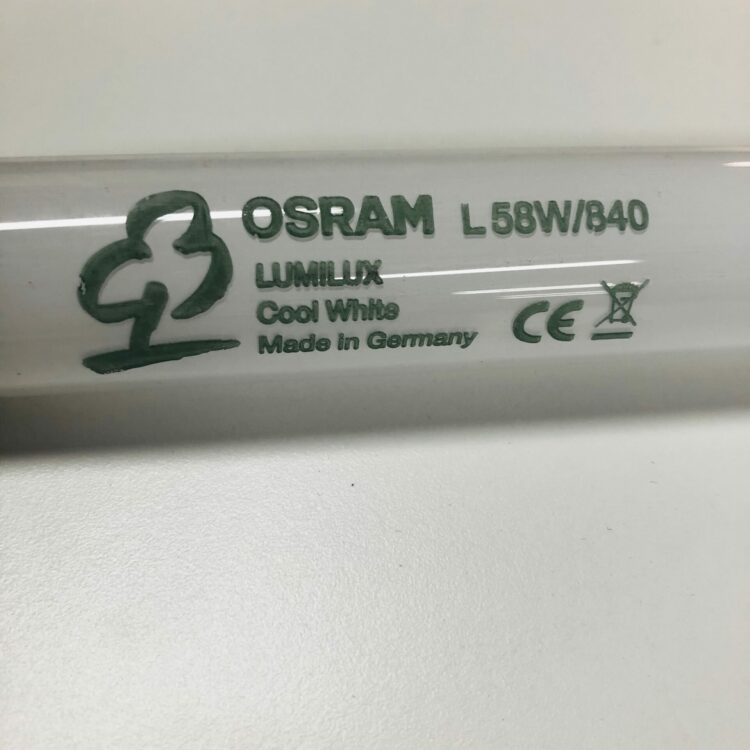 OSRAM L 58W/840
LUMILUX
Cool White
Made in Germany
CE